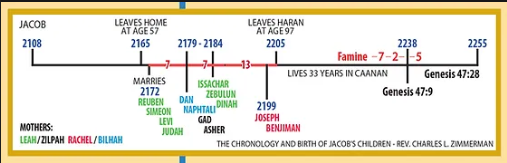 JACOB
LEAVES HOME
AT AGE 57
LEAVES HARAN
AT AGE 97
2108
2165
2179 - 2184
2205
2238
2255
7
7
13
Famine -7-2--5
MARRIES
2172
REUBEN
SIMEON
LEVI
JUDAH
DAN
NAPHTALI
GAD
ASHER
ISSACHAR
ZEBULUN
DINAH
2199
JOSEPH
BENJIMAN
LIVES 33 YEARS IN CAANAN
Genesis 47:28
Genesis 47:9
MOTHERS:
LEAH/ZILPAH RACHEL/BILHAH
THE CHRONOLOGY AND BIRTH OF JACOB'S CHILDREN - REV. CHARLES L. ZIMMERMAN